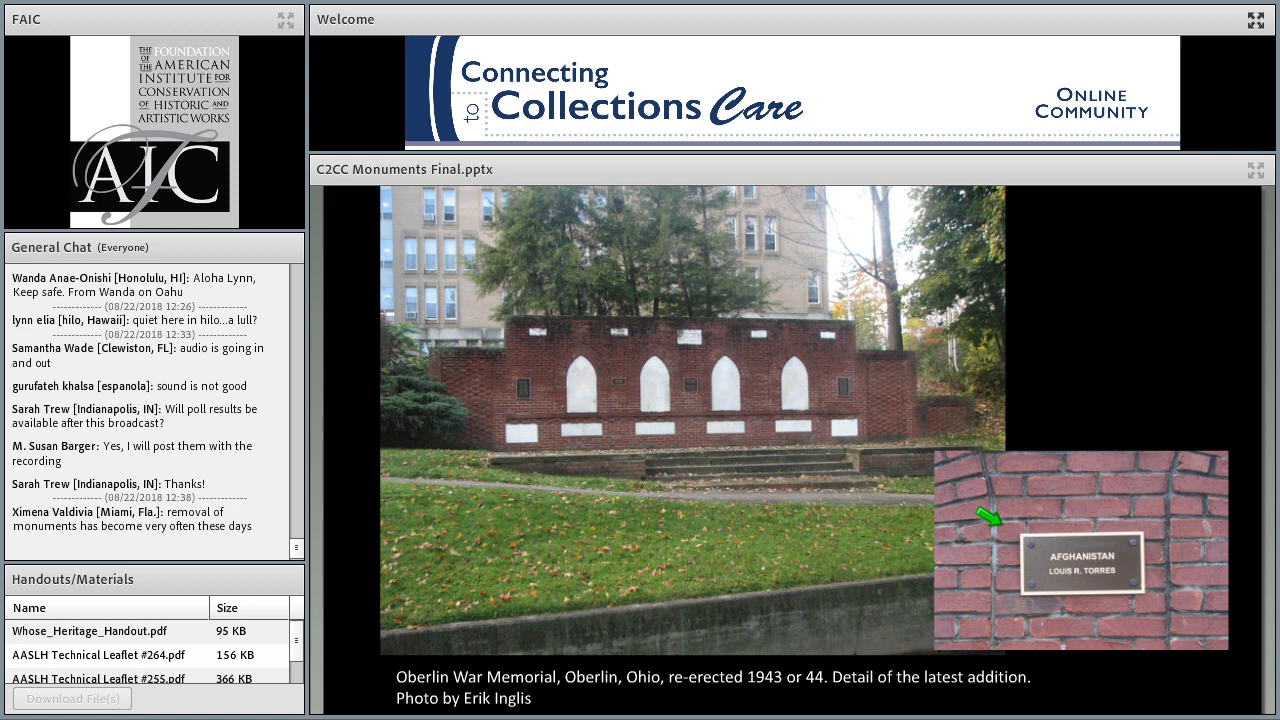 FAIC
THE FOUNDATION
OF THE AMERICAN
INSTITUTE FOR
CONSERVATION
OF HISTORIC AND
ARTISTIC WORKS
AIC
Welcome
Connecting
to Collections Care
ONLINE
COMMUNITY
General Chat (Everyone)
Wanda Anae-Onishi [Honolulu, HI]: Aloha Lynn,
Keep safe. From Wanda on Oahu
------------- (08/22/2018 12:26) -------------
lynn elia [hilo, Hawaii]: quiet here in hilo...a lull?
------------- (08/22/2018 12:33) -------------
Samantha Wade [Clewiston, FL]: audio is going in
and out
gurufateh khalsa [espanola]: sound is not good
Sarah Trew [Indianapolis, IN]: Will poll results be
available after this broadcast?
M. Susan Barger: Yes, I will post them with the
recording
Sarah Trew [Indianapolis, IN]: Thanks!
------------- (08/22/2018 12:38) -------------
Ximena Valdivia [Miami, Fla.]: removal of
monuments has become very often these days
Handouts/Materials
Name Size
Whose_Heritage_Handout.pdf 95 KB
AASLH Technical Leaflet #264.pdf 156 KB
AASLH Technical Leaflet #255.pdf 366 KB
Download File(s)
C2CC Monuments Final.pptx
AFGHANISTAN
LOUIS R. TORRES
Oberlin War Memorial, Oberlin, Ohio, re-erected 1943 or 44. Detail of the latest addition.
Photo by Erik Inglis